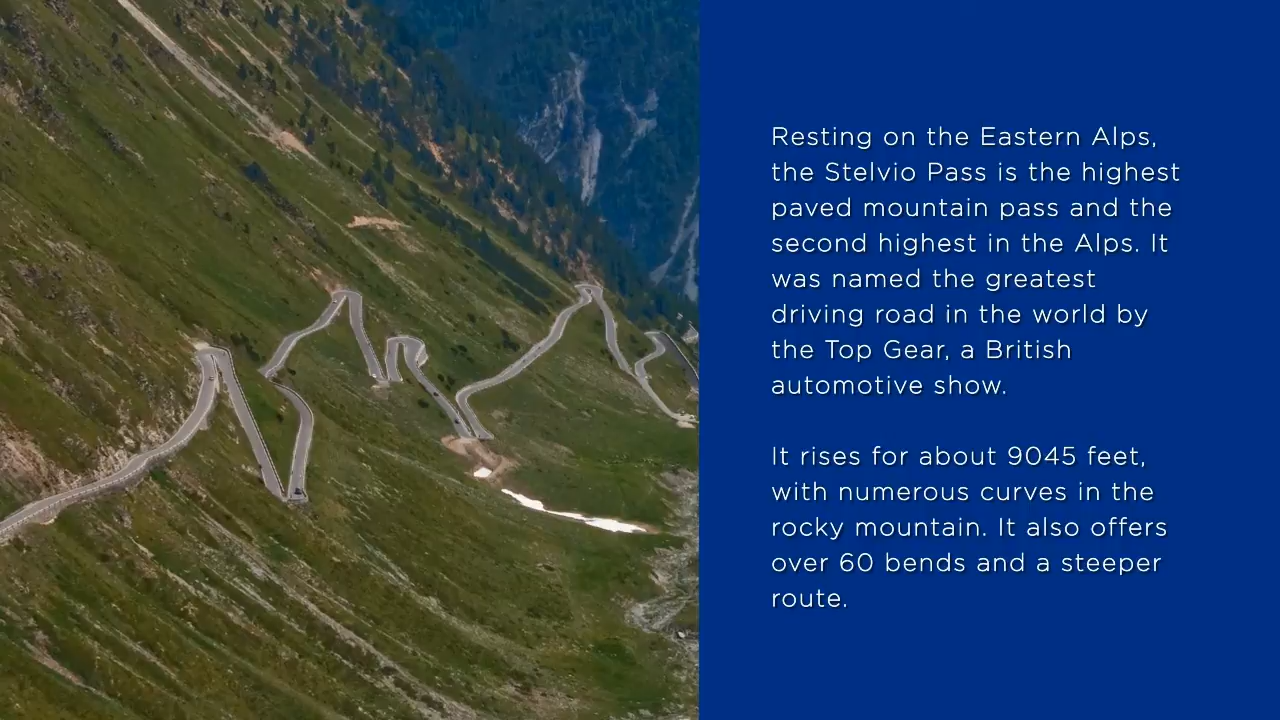 Resting on the Eastern Alps,
the Stelvio Pass is the highest
paved mountain pass and the
second highest in the Alps. It
was named the greatest
driving road in the world by
the Top Gear, a British
automotive show.
It rises for about 9045 feet,
with numerous curves in the
rocky mountain. It also offers
over 60 bends and a steeper
route.